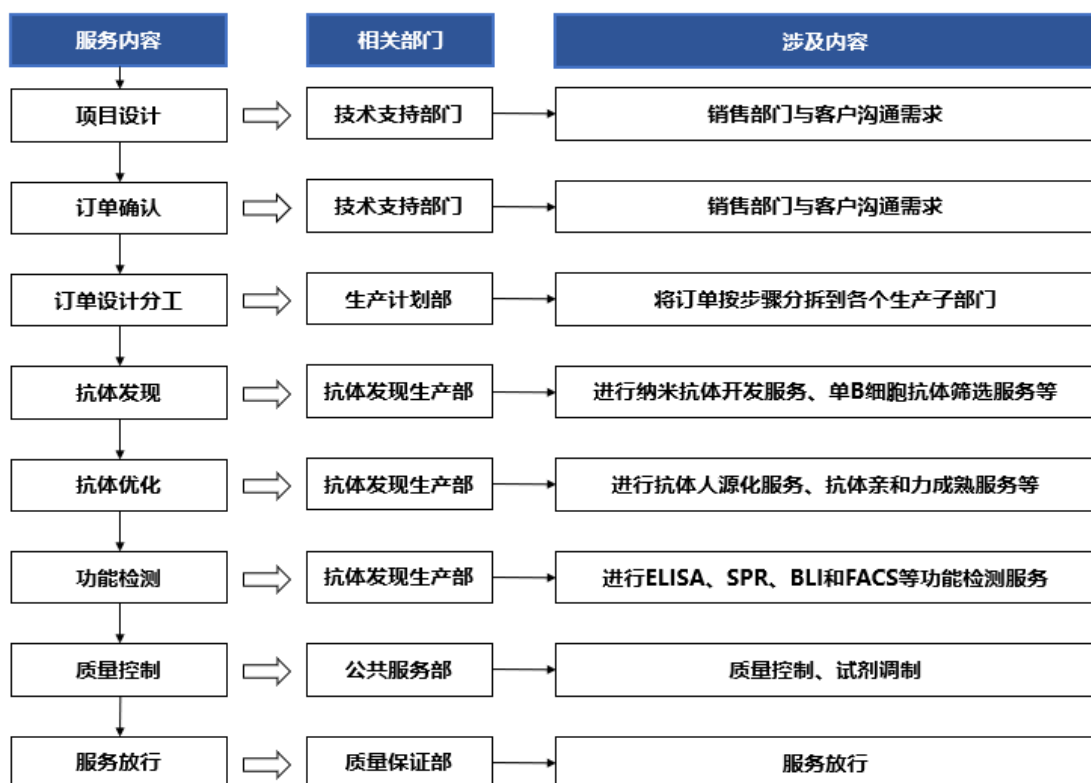 服务内容
相关部门
涉及内容
项目设计
技术支持部门
销售部门与客户沟通需求
订单确认
技术支持部门
销售部门与客户沟通需求
订单设计分工
生产计划部
将订单按步骤分拆到各个生产子部门
抗体发现
抗体发现生产部
进行纳米抗体开发服务、单B细胞抗体筛选服务等
抗体优化
抗体发现生产部
进行抗体人源化服务、抗体亲和力成熟服务等
功能检测
抗体发现生产部
进行ELISA、SPR、BLI和FACS等功能检测服务
质量控制
公共服务部
质量控制、试剂调制
服务放行
质量保证部
服务放行